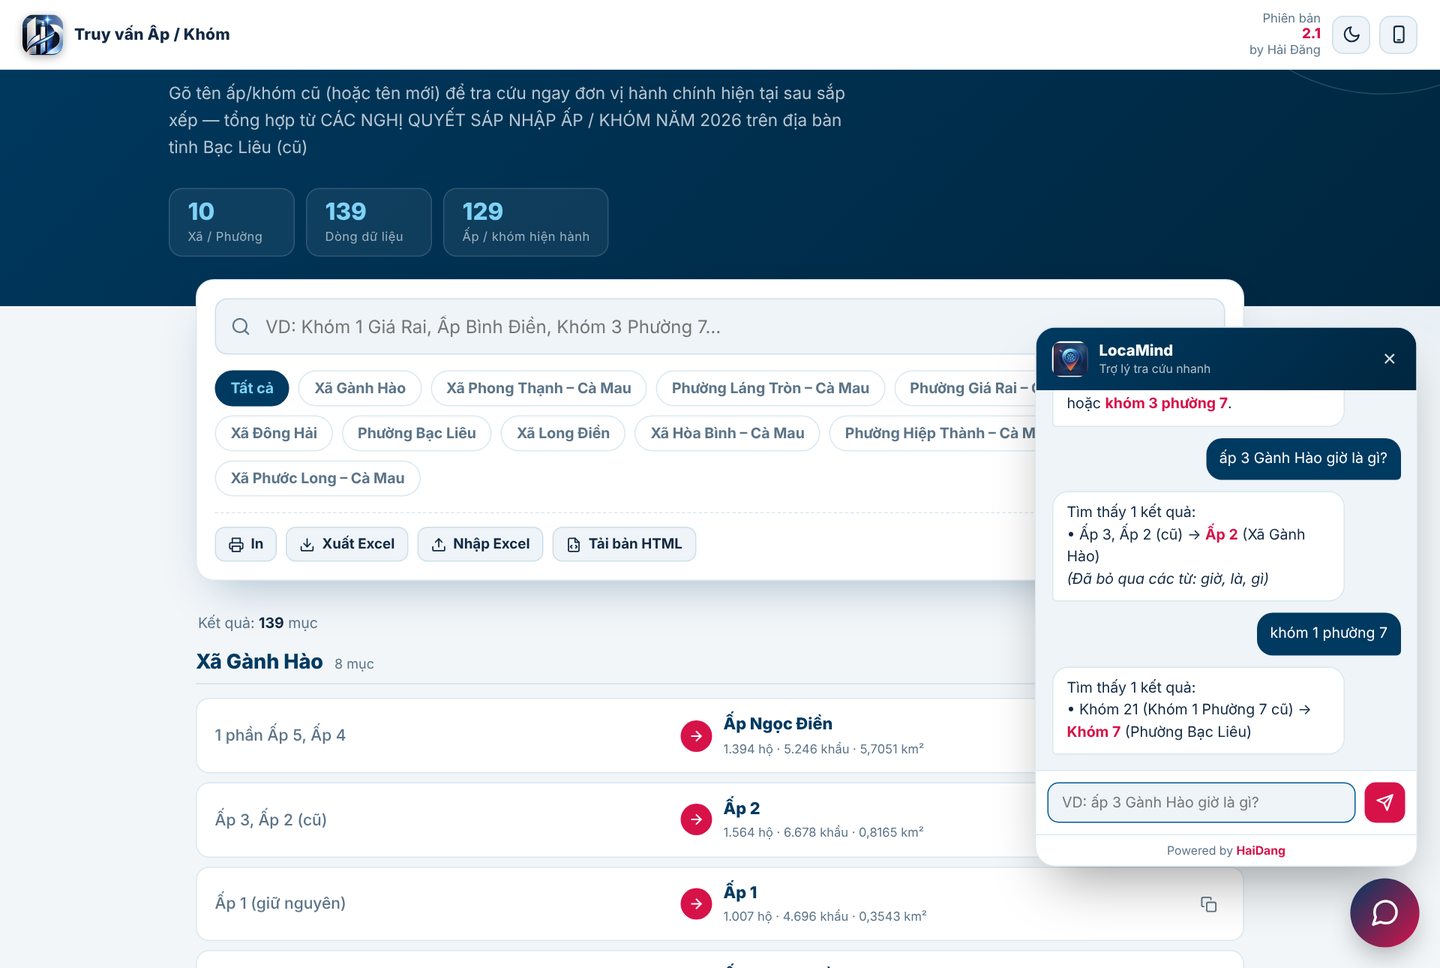 Truy vấn Ấp / Khóm
Phiên bản
2.1
by Hải Đăng
Gõ tên ấp/khóm cũ (hoặc tên mới) để tra cứu ngay đơn vị hành chính hiện tại sau sắp
xếp — tổng hợp từ CÁC NGHỊ QUYẾT SÁP NHẬP ẤP / KHÓM NĂM 2026 trên địa bàn
tỉnh Bạc Liêu (cũ)
10
Xã / Phường
139
Dòng dữ liệu
129
Ấp / khóm hiện hành
VD: Khóm 1 Giá Rai, Ấp Bình Điền, Khóm 3 Phường 7...
Tất cả
Xã Gành Hào
Xã Phong Thạnh – Cà Mau
Phường Láng Tròn – Cà Mau
Phường Giá Rai –
Xã Đông Hải
Phường Bạc Liêu
Xã Long Điền
Xã Hòa Bình – Cà Mau
Phường Hiệp Thành – Cà M
Xã Phước Long – Cà Mau
In
Xuất Excel
Nhập Excel
Tải bản HTML
Kết quả: 139 mục
Xã Gành Hào 8 mục
1 phần Ấp 5, Ấp 4
Ấp Ngọc Điền
1.394 hộ · 5.246 khẩu · 5,7051 km²
Ấp 3, Ấp 2 (cũ)
Ấp 2
1.564 hộ · 6.678 khẩu · 0,8165 km²
Ấp 1 (giữ nguyên)
Ấp 1
1.007 hộ · 4.696 khẩu · 0,3543 km²
LocaMind
Trợ lý tra cứu nhanh
hoặc khóm 3 phường 7.
ấp 3 Gành Hào giờ là gì?
Tìm thấy 1 kết quả:
• Ấp 3, Ấp 2 (cũ) → Ấp 2 (Xã Gành
Hào)
(Đã bỏ qua các từ: giờ, là, gì)
khóm 1 phường 7
Tìm thấy 1 kết quả:
• Khóm 21 (Khóm 1 Phường 7 cũ) →
Khóm 7 (Phường Bạc Liêu)
VD: ấp 3 Gành Hào giờ là gì?
Powered by HaiDang